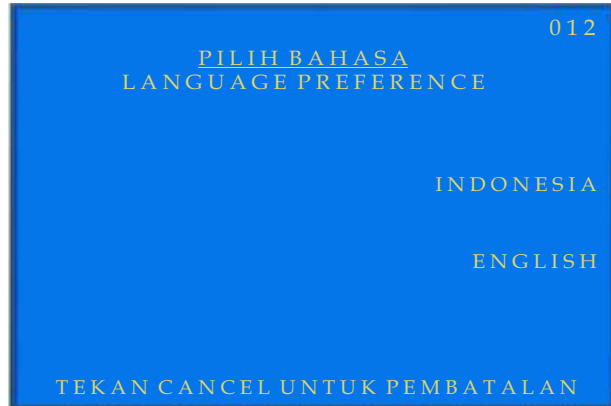 012
PILIH BAHASA
LANGUAGE PREFERENCE
INDONESIA
ENGLISH
TEKAN CANCEL UNTUK PEMBATALAN